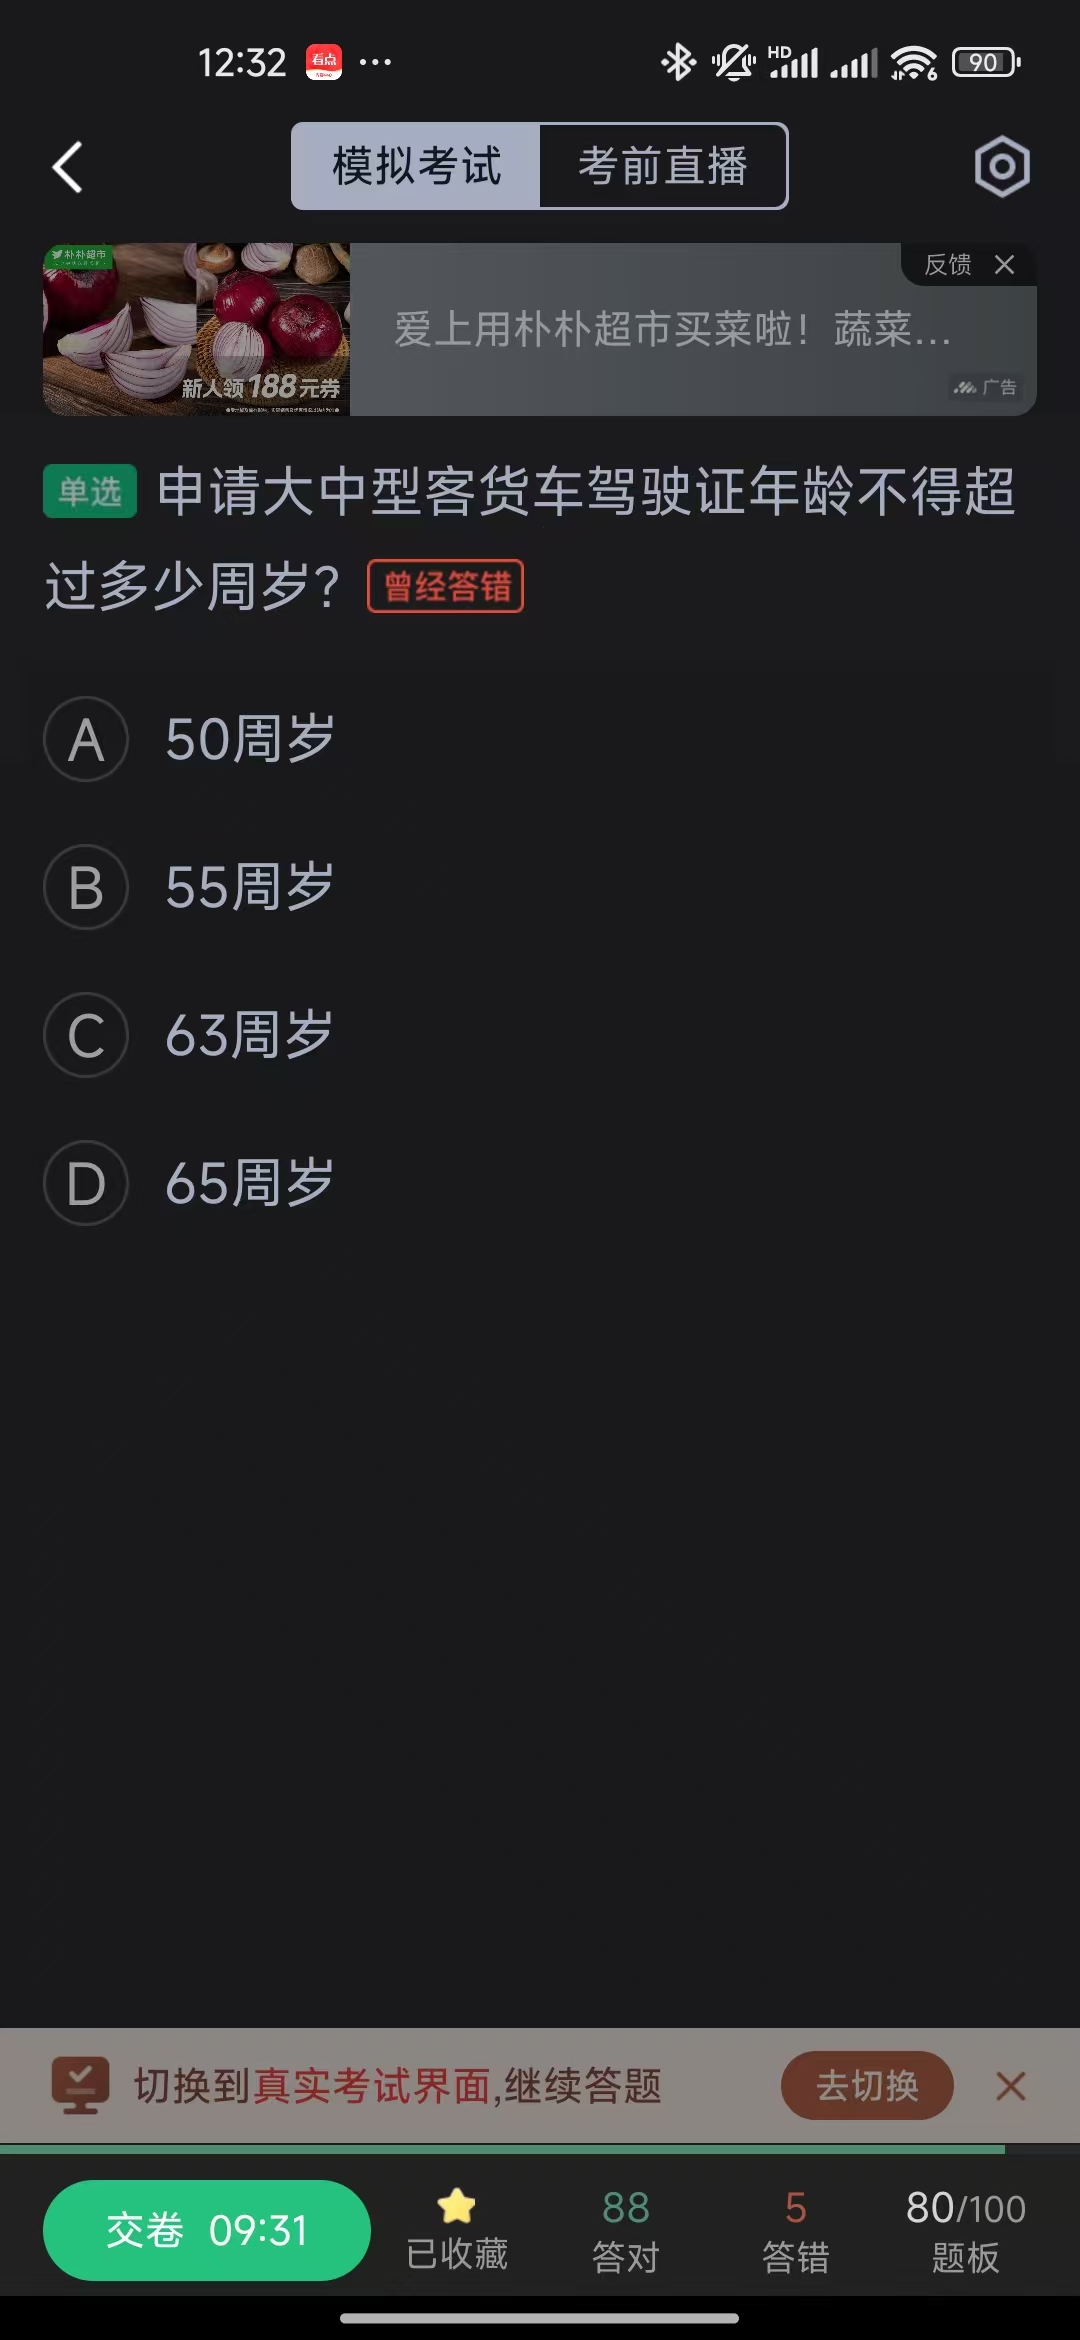 12:32 看点 ... HD 6 90
模拟考试 考前直播
朴朴超市
反馈 ×
爱上用朴朴超市买菜啦！蔬菜...
新人领188元券
广告
单选 申请大中型客货车驾驶证年龄不得超
过多少周岁？ 曾经答错
A 50周岁
B 55周岁
C 63周岁
D 65周岁
切换到真实考试界面,继续答题 去切换 ×
交卷 09:31
已收藏
88
答对
5
答错
80/100
题板